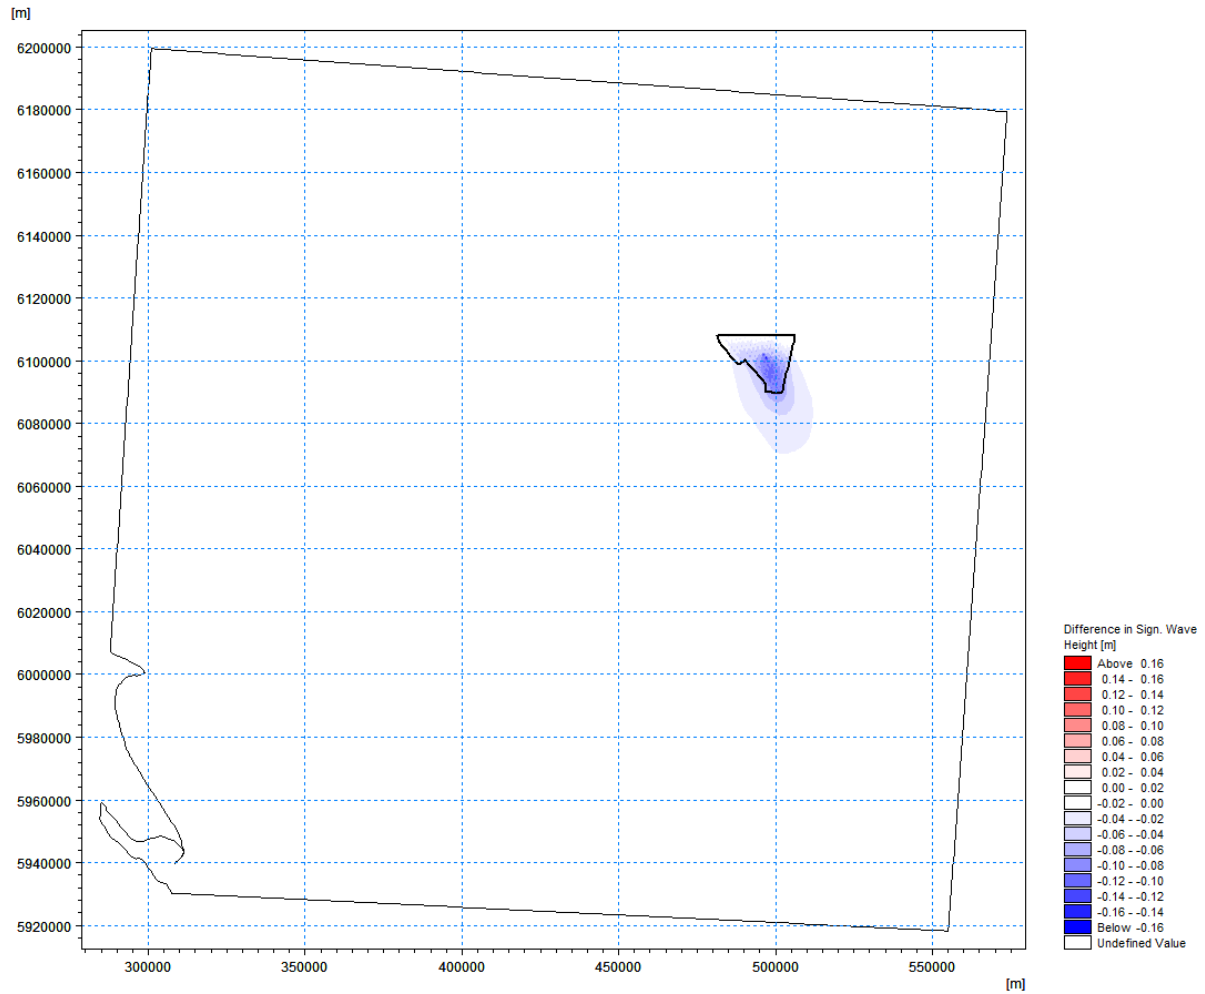 [m]
6200000
6180000
6160000
6140000
6120000
6100000
6080000
6060000
6040000
6020000
6000000
5980000
5960000
5940000
5920000
300000
350000
400000
450000
500000
550000
[m]
Difference in Sign. Wave
Height [m]
Above 0.16
0.14 - 0.16
0.12 - 0.14
0.10 - 0.12
0.08 - 0.10
0.06 - 0.08
0.04 - 0.06
0.02 - 0.04
0.00 - 0.02
-0.02 - 0.00
-0.04 - -0.02
-0.06 - -0.04
-0.08 - -0.06
-0.10 - -0.08
-0.12 - -0.10
-0.14 - -0.12
-0.16 - -0.14
Below -0.16
Undefined Value